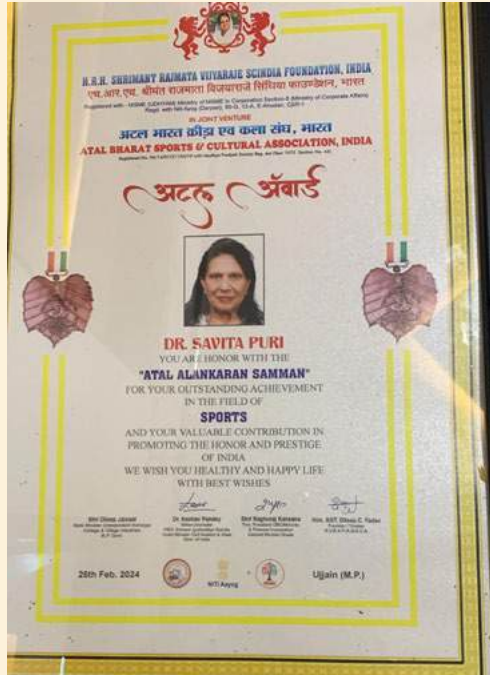 H.R.H. SHRIMANT RAJMATA VIJYARAJE SCINDIA FOUNDATION, INDIA
एच.आर.एच. श्रीमंत राजमाता विजयाराजे सिंधिया फाउण्डेशन, भारत
IN JOINT VENTURE
अटल भारत क्रीड़ा एवं कला संघ, भारत
ATAL BHARAT SPORTS & CULTURAL ASSOCIATION, INDIA
अटल अॅवार्ड
DR. SAVITA PURI
YOU ARE HONOR WITH THE
"ATAL ALANKARAN SAMMAN"
FOR YOUR OUTSTANDING ACHIEVEMENT
IN THE FIELD OF
SPORTS
AND YOUR VALUABLE CONTRIBUTION IN
PROMOTING THE HONOR AND PRESTIGE
OF INDIA
WE WISH YOU HEALTHY AND HAPPY LIFE
WITH BEST WISHES
26th Feb. 2024
NITI Aayog
Ujjain (M.P.)